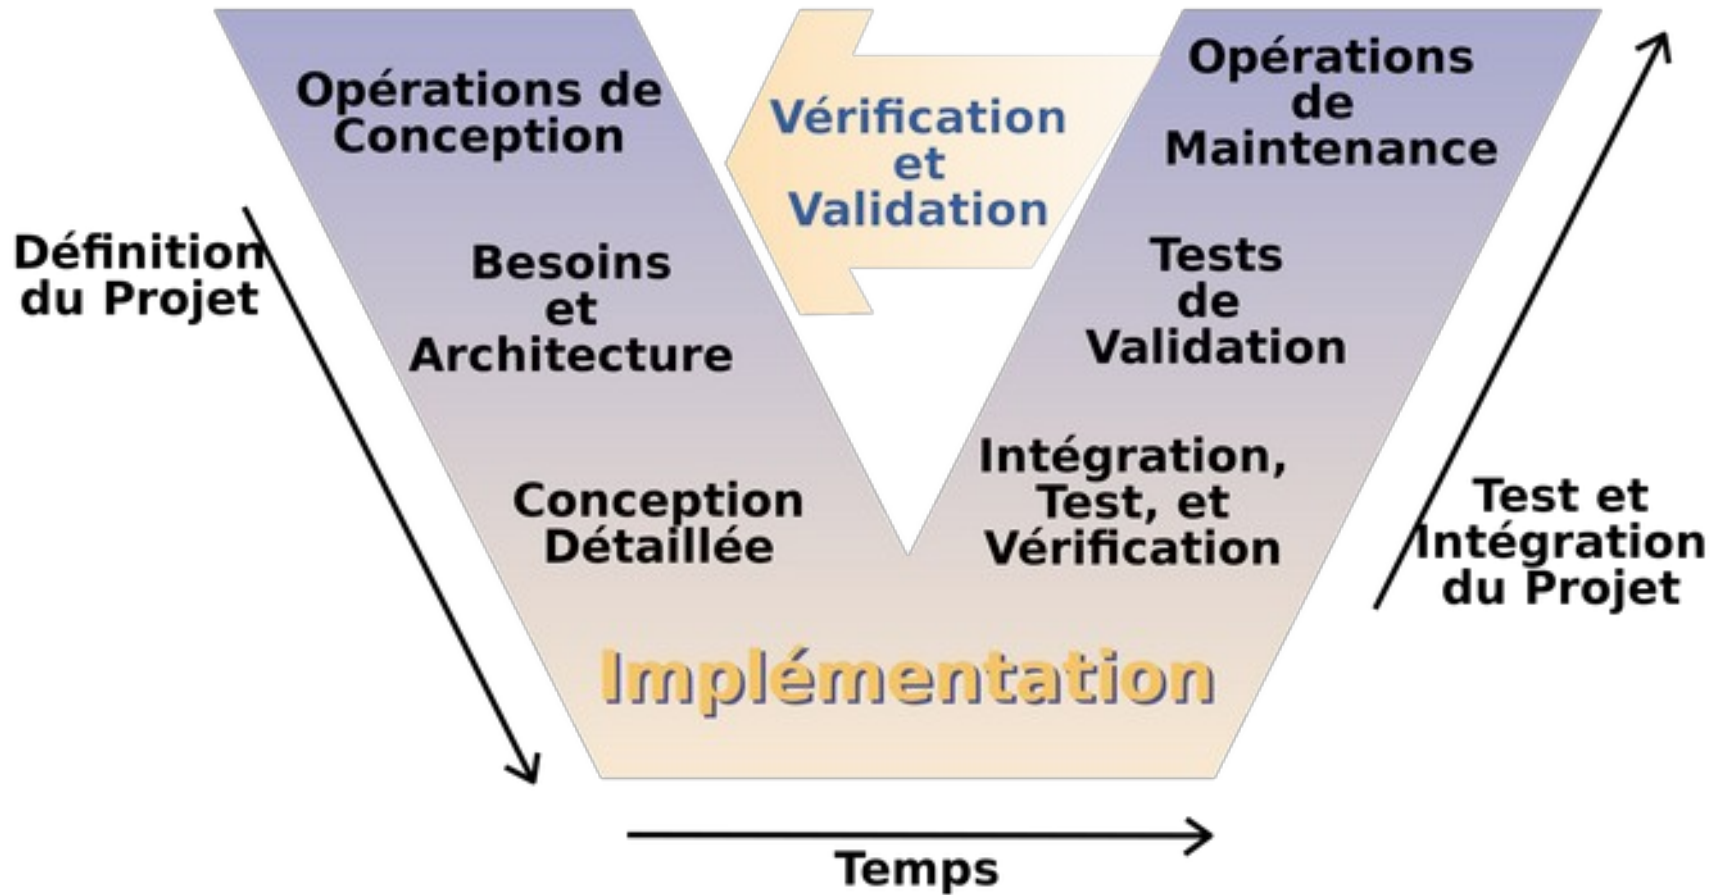 Opérations de
Conception
Vérification
et
Validation
Opérations
de
Maintenance
Définition
du Projet
Besoins
et
Architecture
Tests
de
Validation
Conception
Détaillée
Intégration,
Test, et
Vérification
Test et
Intégration
du Projet
Implémentation
Temps